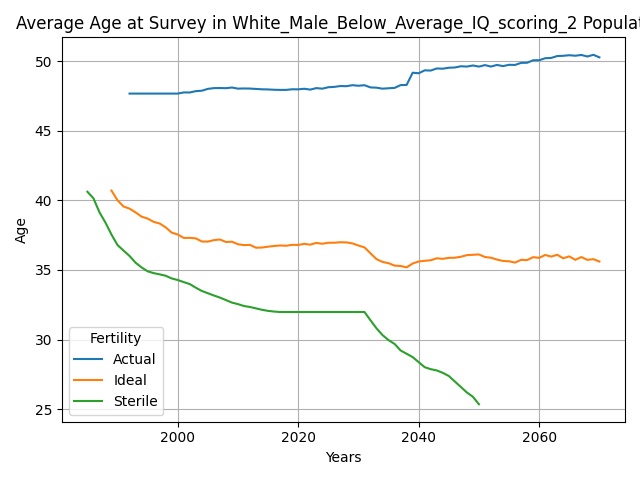 Average Age at Survey in White_Male_Below_Average_IQ_scoring_2 Populat
50
45
40
35
30
25
Age
Fertility
Actual
Ideal
Sterile
2000 2020 2040 2060
Years